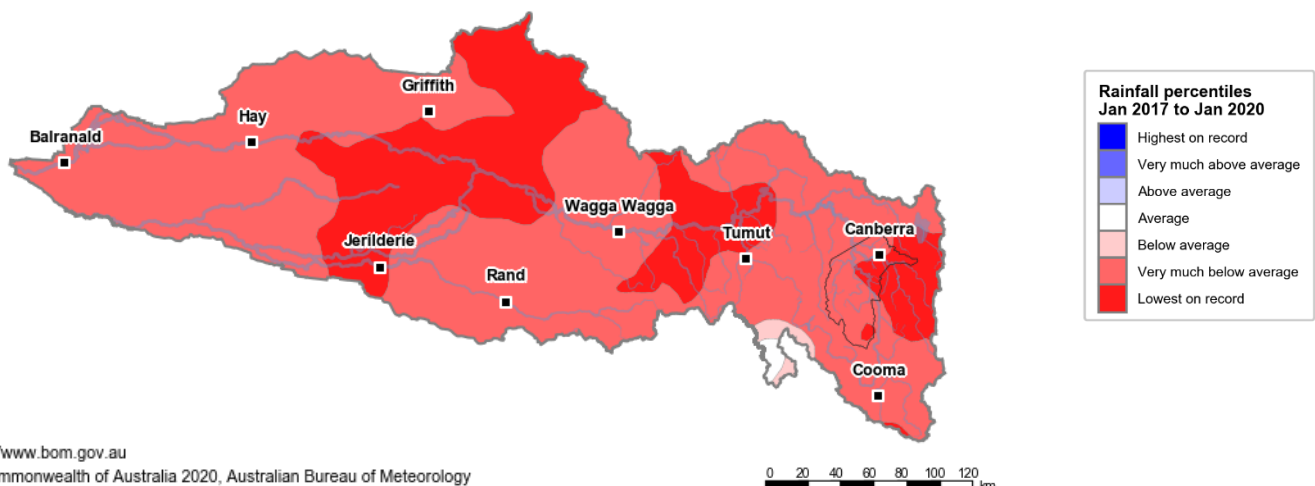 Griffith
Hay
Balranald
Wagga Wagga
Jerilderie
Tumut
Canberra
Rand
Cooma
Rainfall percentiles
Jan 2017 to Jan 2020
Highest on record
Very much above average
Above average
Average
Below average
Very much below average
Lowest on record
/www.bom.gov.au
mmonwealth of Australia 2020, Australian Bureau of Meteorology
0 20 40 60 80 100 120
km